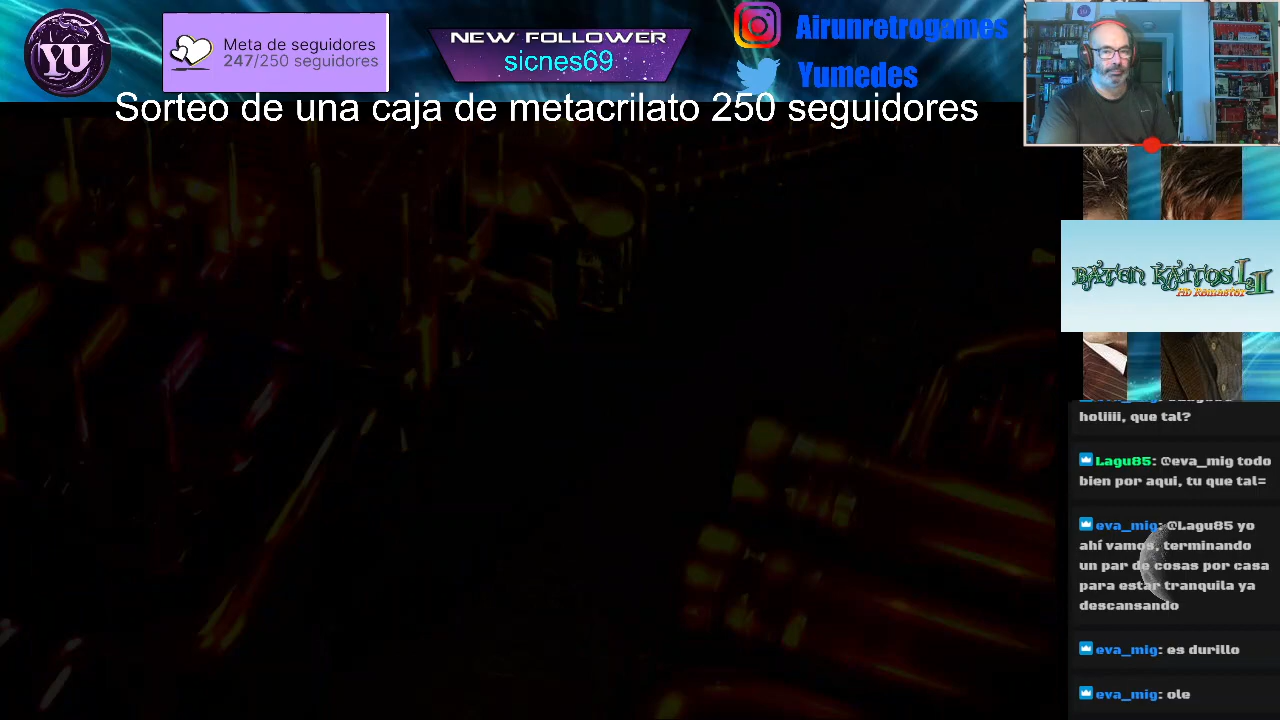 YU
Meta de seguidores
247/250 seguidores
NEW FOLLOWER
sicnes69
Airunretrogames
Yumedes
Sorteo de una caja de metacrilato 250 seguidores
BATEN KAITOS I & II
HD Remaster
holiiii, que tal?
Lagu85: @eva_mig todo
bien por aqui, tu que tal=
eva_mig: @Lagu85 yo
ahí vamos, terminando
un par de cosas por casa
para estar tranquila ya
descansando
eva_mig: es durillo
eva_mig: ole